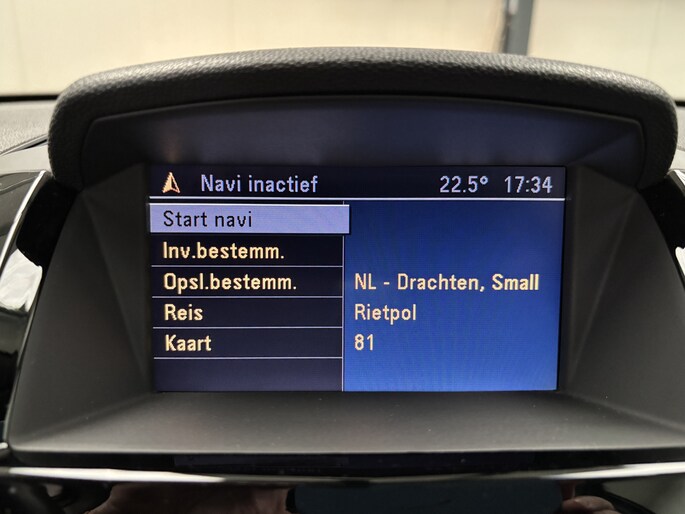 Navi inactief 22.5° 17:34
Start navi
Inv.bestemm.
Opsl.bestemm. NL - Drachten, Small
Reis Rietpol
Kaart 81